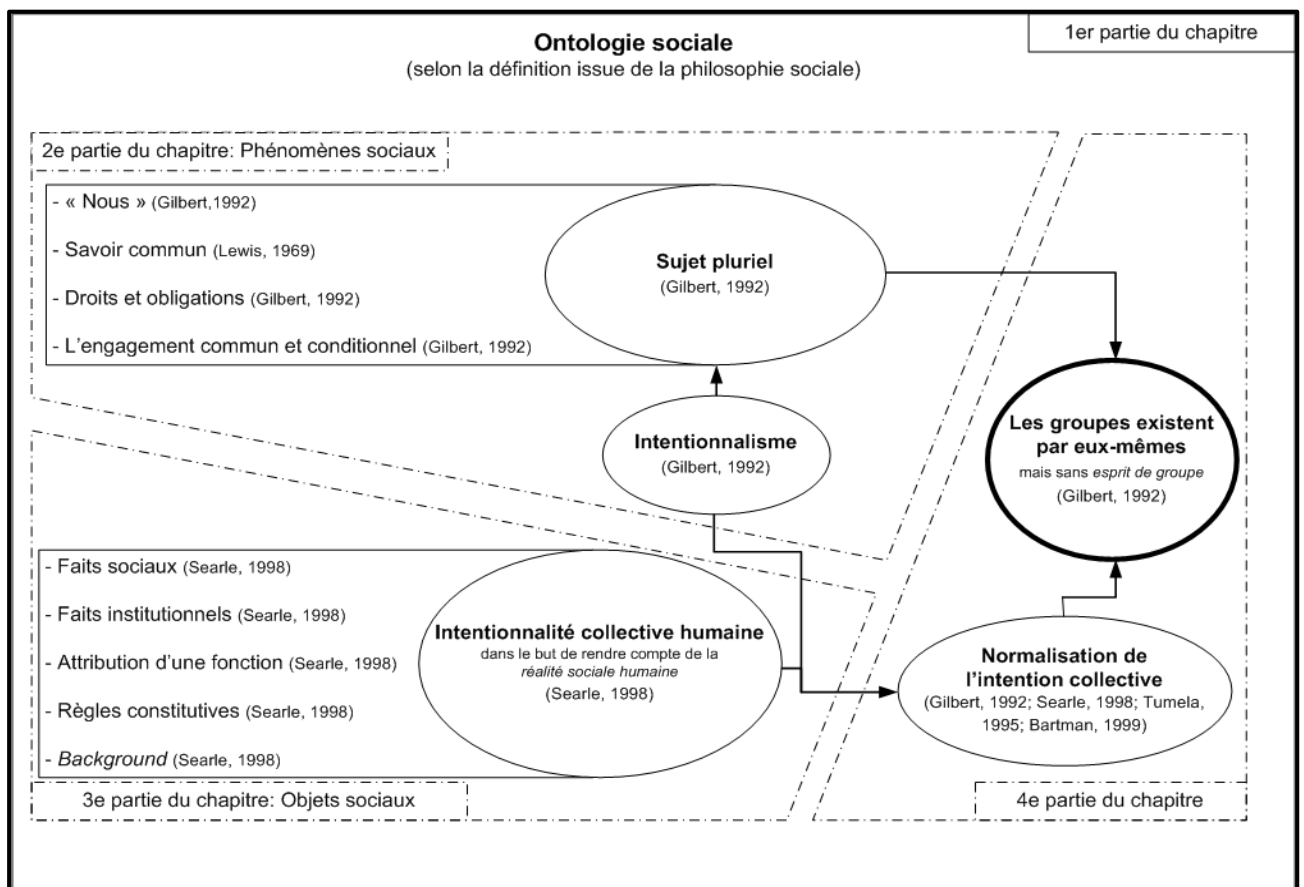 1er partie du chapitre
Ontologie sociale
(selon la définition issue de la philosophie sociale)
2e partie du chapitre: Phénomènes sociaux
- « Nous » (Gilbert,1992)
- Savoir commun (Lewis, 1969)
- Droits et obligations (Gilbert, 1992)
- L'engagement commun et conditionnel (Gilbert, 1992)
Sujet pluriel
(Gilbert, 1992)
Intentionnalisme
(Gilbert, 1992)
Les groupes existent
par eux-mêmes
mais sans esprit de groupe
(Gilbert, 1992)
- Faits sociaux (Searle, 1998)
- Faits institutionnels (Searle, 1998)
- Attribution d'une fonction (Searle, 1998)
- Règles constitutives (Searle, 1998)
- Background (Searle, 1998)
Intentionnalité collective humaine
dans le but de rendre compte de la
réalité sociale humaine
(Searle, 1998)
Normalisation de
l'intention collective
(Gilbert, 1992; Searle, 1998; Tumela,
1995; Bartman, 1999)
3e partie du chapitre: Objets sociaux
4e partie du chapitre